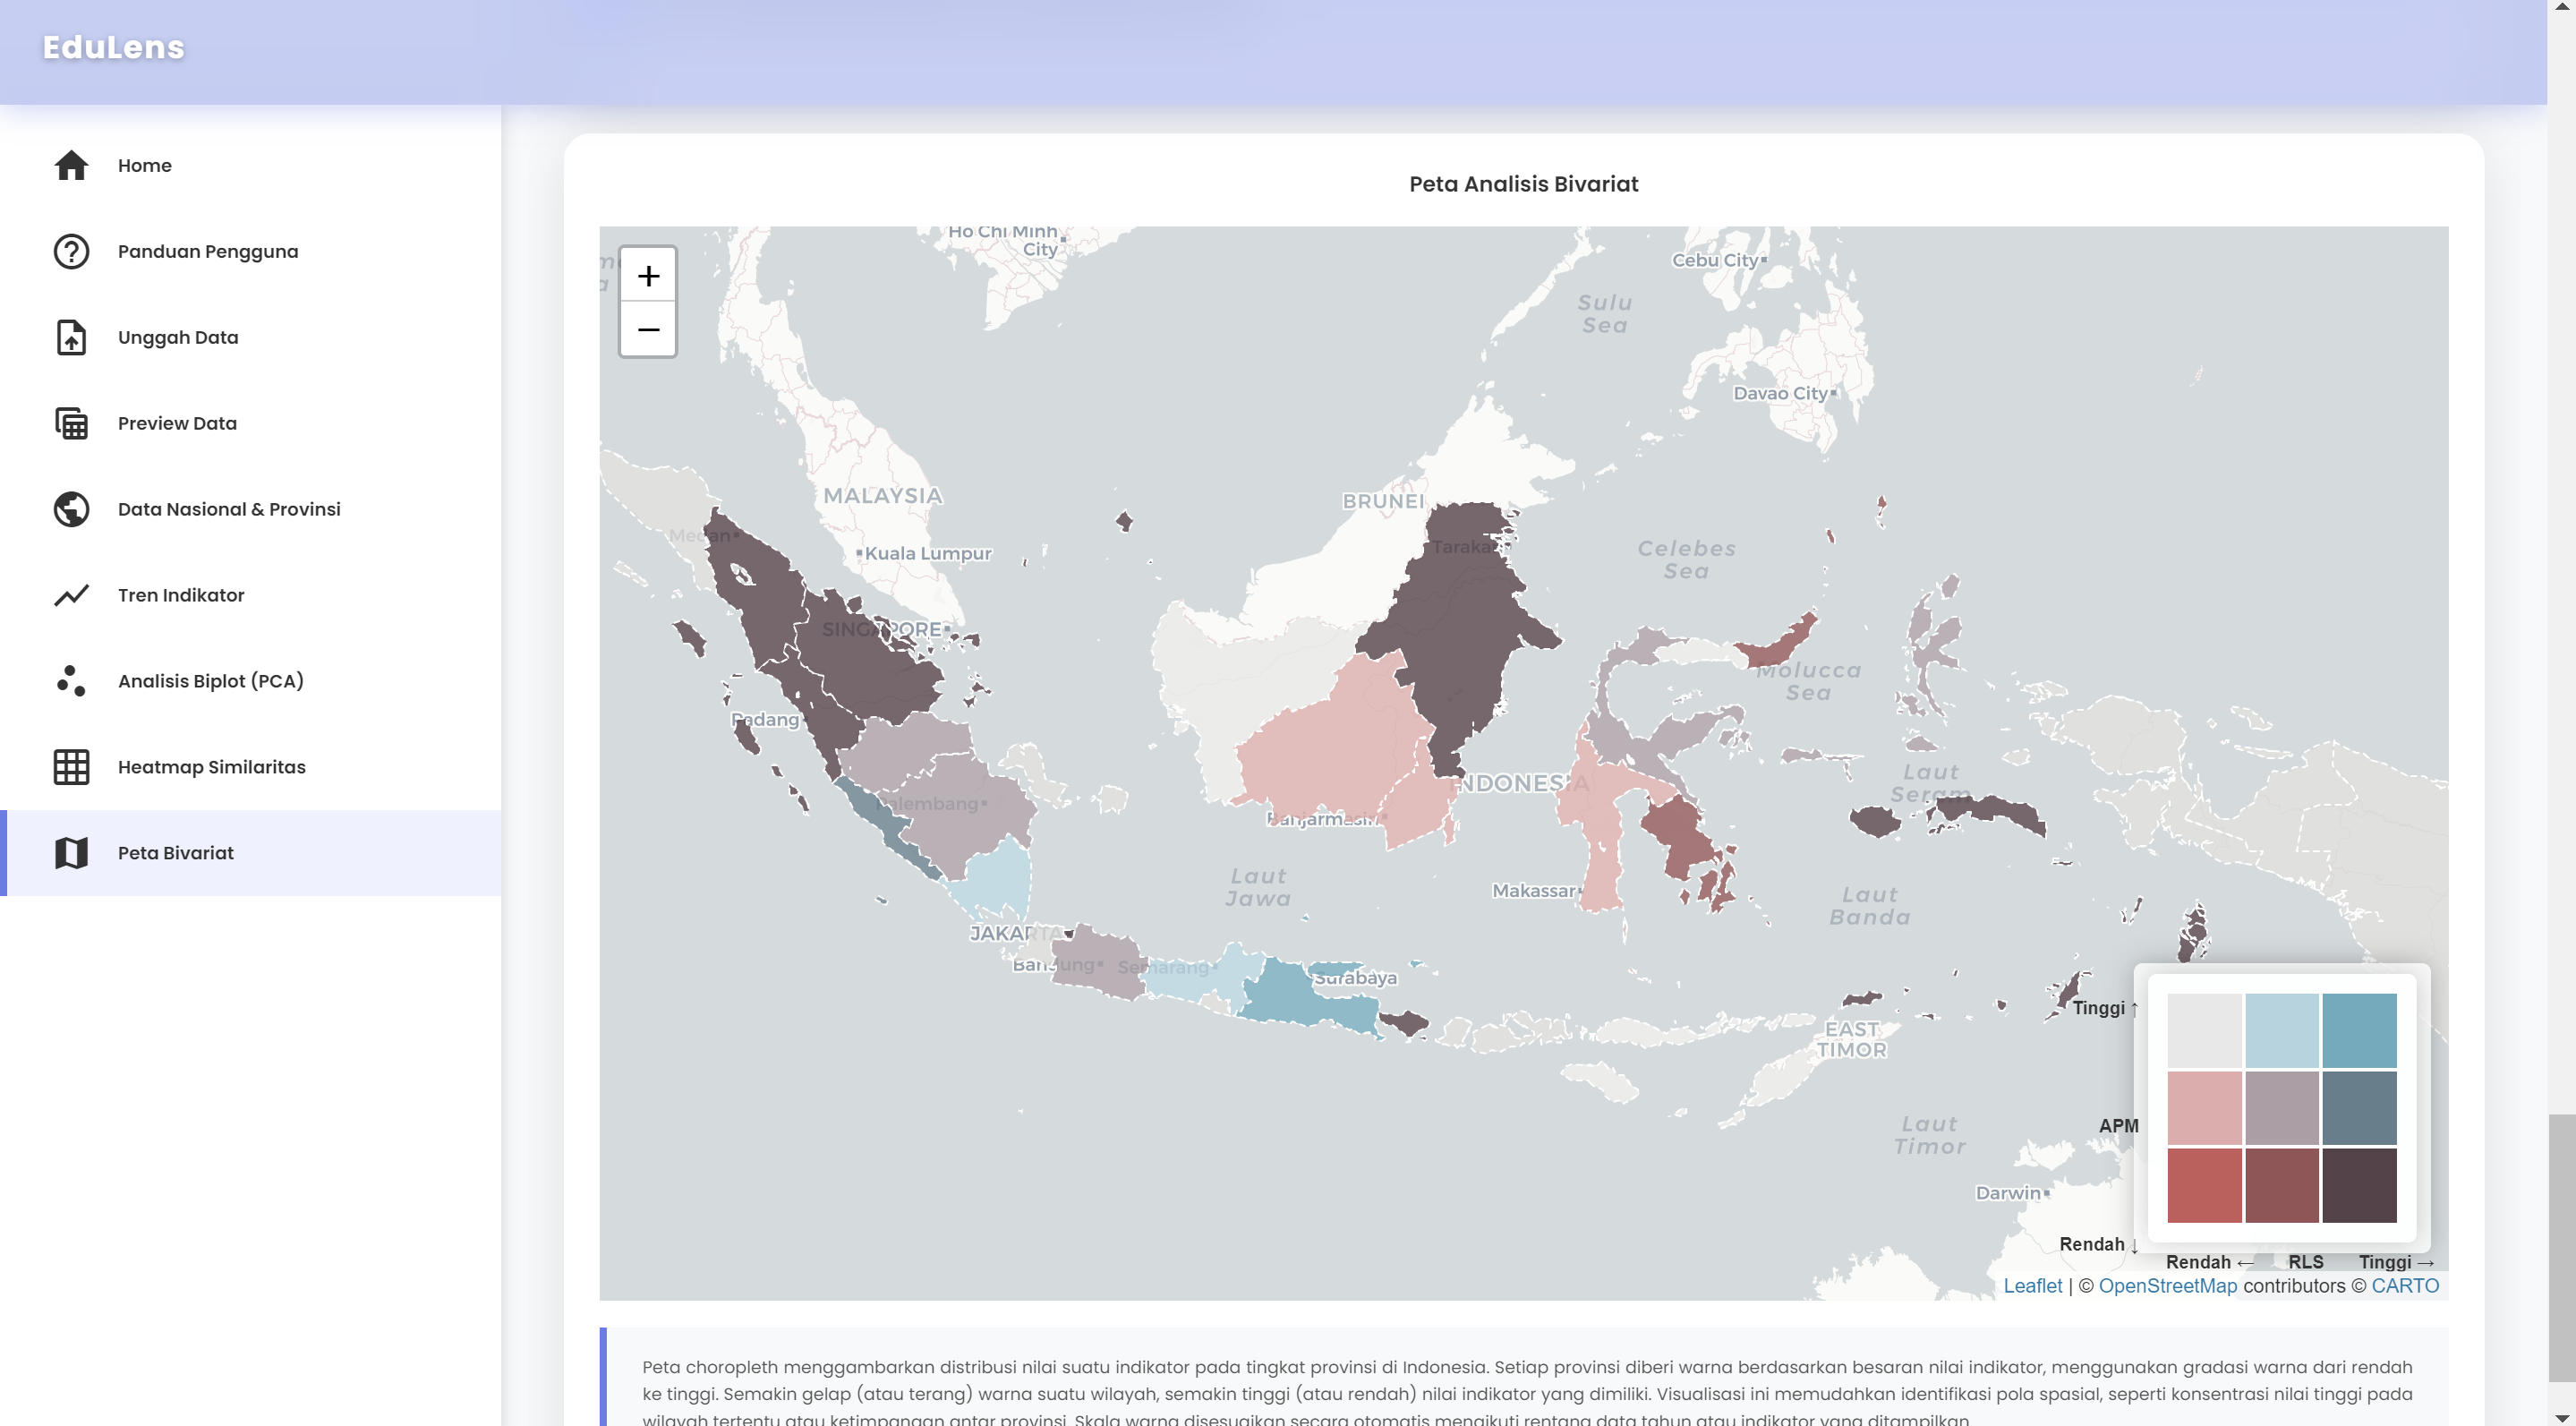 EduLens
Home
Panduan Pengguna
Unggah Data
Preview Data
Data Nasional & Provinsi
Tren Indikator
Analisis Biplot (PCA)
Heatmap Similaritas
Peta Bivariat
Peta Analisis Bivariat
+
−
Ho Chi Minh
City
Cebu City
Sulu
Sea
Davao City
MALAYSIA
BRUNEI
Kuala Lumpur
Medan
Celebes
Sea
SINGAPORE
Molucca
Sea
Padang
INDONESIA
Laut
Seram
Palembang
Banjarmasin
Laut
Jawa
Makassar
Laut
Banda
JAKARTA
Bandung
Semarang
Surabaya
EAST
TIMOR
Laut
Timor
Darwin
Tinggi ↑
APM
Rendah ↓
Rendah ← RLS Tinggi →
Leaflet | © OpenStreetMap contributors © CARTO
Peta choropleth menggambarkan distribusi nilai suatu indikator pada tingkat provinsi di Indonesia. Setiap provinsi diberi warna berdasarkan besaran nilai indikator, menggunakan gradasi warna dari rendah
ke tinggi. Semakin gelap (atau terang) warna suatu wilayah, semakin tinggi (atau rendah) nilai indikator yang dimiliki. Visualisasi ini memudahkan identifikasi pola spasial, seperti konsentrasi nilai tinggi pada
wilayah tertentu atau ketimpangan antar provinsi. Skala warna disesuaikan secara otomatis mengikuti rentang data tahun atau indikator yang ditampilkan.